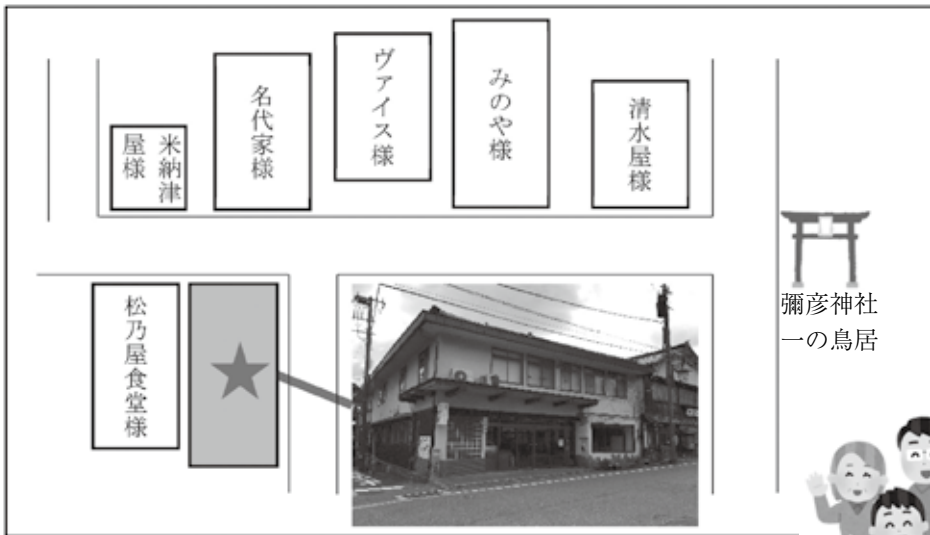 米納津
屋様
名代家様
ヴァイス様
みのや様
清水屋様
彌彦神社
一の鳥居
松乃屋食堂様